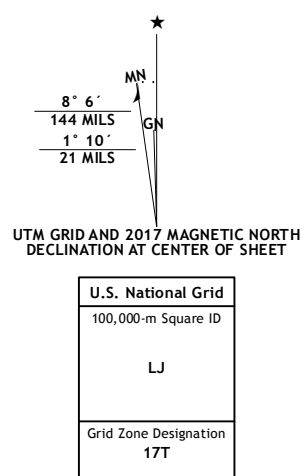 ★
MN
GN
8° 6´
144 MILS
1° 10´
21 MILS
UTM GRID AND 2017 MAGNETIC NORTH
DECLINATION AT CENTER OF SHEET
U.S. National Grid
100,000-m Square ID
LJ
Grid Zone Designation
17T